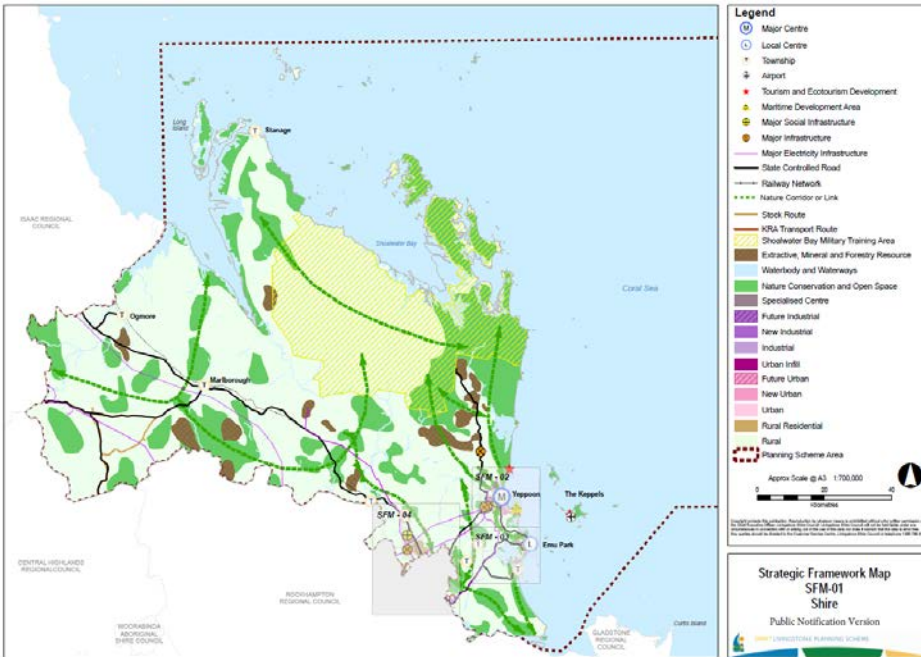 Legend
M Major Centre
L Local Centre
T Township
Airport
Tourism and Ecotourism Development
Maritime Development Area
Major Social Infrastructure
Major Infrastructure
Major Electricity Infrastructure
State Controlled Road
Railway Network
Nature Corridor or Link
Stock Route
KRA Transport Route
Shoalwater Bay Military Training Area
Extractive, Mineral and Forestry Resource
Waterbody and Waterways
Nature Conservation and Open Space
Specialised Centre
Future Industrial
New Industrial
Industrial
Urban Infill
Future Urban
New Urban
Urban
Rural Residential
Rural
Planning Scheme Area
Approx Scale @ A3 1:700,000
0 20 40
Kilometres
Long
Island
T Stanage
ISAAC REGIONAL
COUNCIL
Shoalwater Bay
Coral Sea
T Ogmore
T Marlborough
SFM - 02
M Yeppoon
The Keppels
SFM - 04
SFM - 03
L Emu Park
T
T
CENTRAL HIGHLANDS
REGIONAL COUNCIL
ROCKHAMPTON
REGIONAL COUNCIL
WOORABINDA
ABORIGINAL
SHIRE COUNCIL
GLADSTONE
REGIONAL
COUNCIL
Curtis Island
Strategic Framework Map
SFM-01
Shire
Public Notification Version
DRAFT LIVINGSTONE PLANNING SCHEME